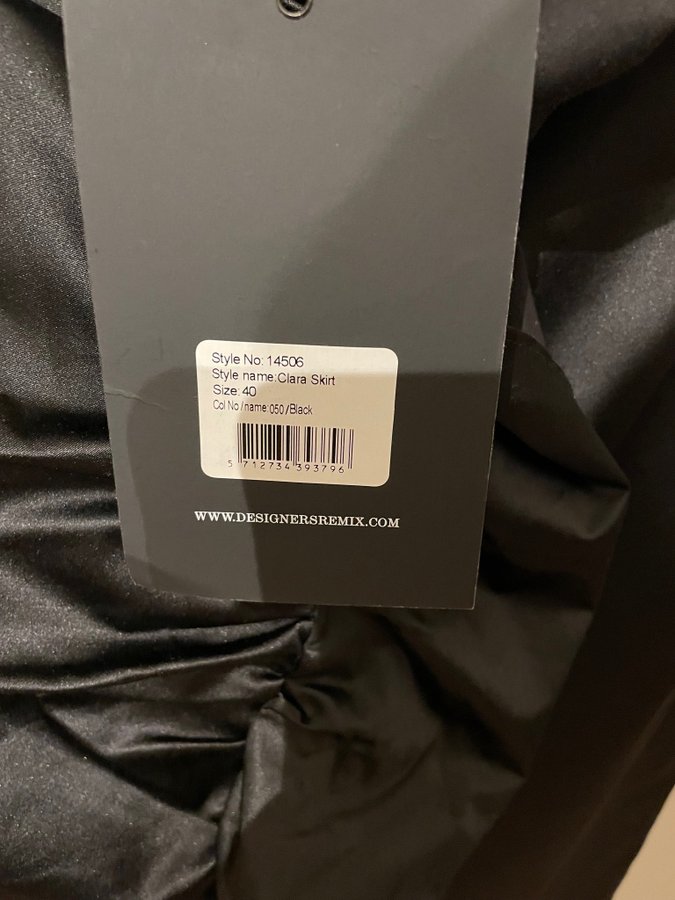 Style No: 14506
Style name:Clara Skirt
Size: 40
Col No/name:050/Black
5 712734 393796
WWW.DESIGNERSREMIX.COM